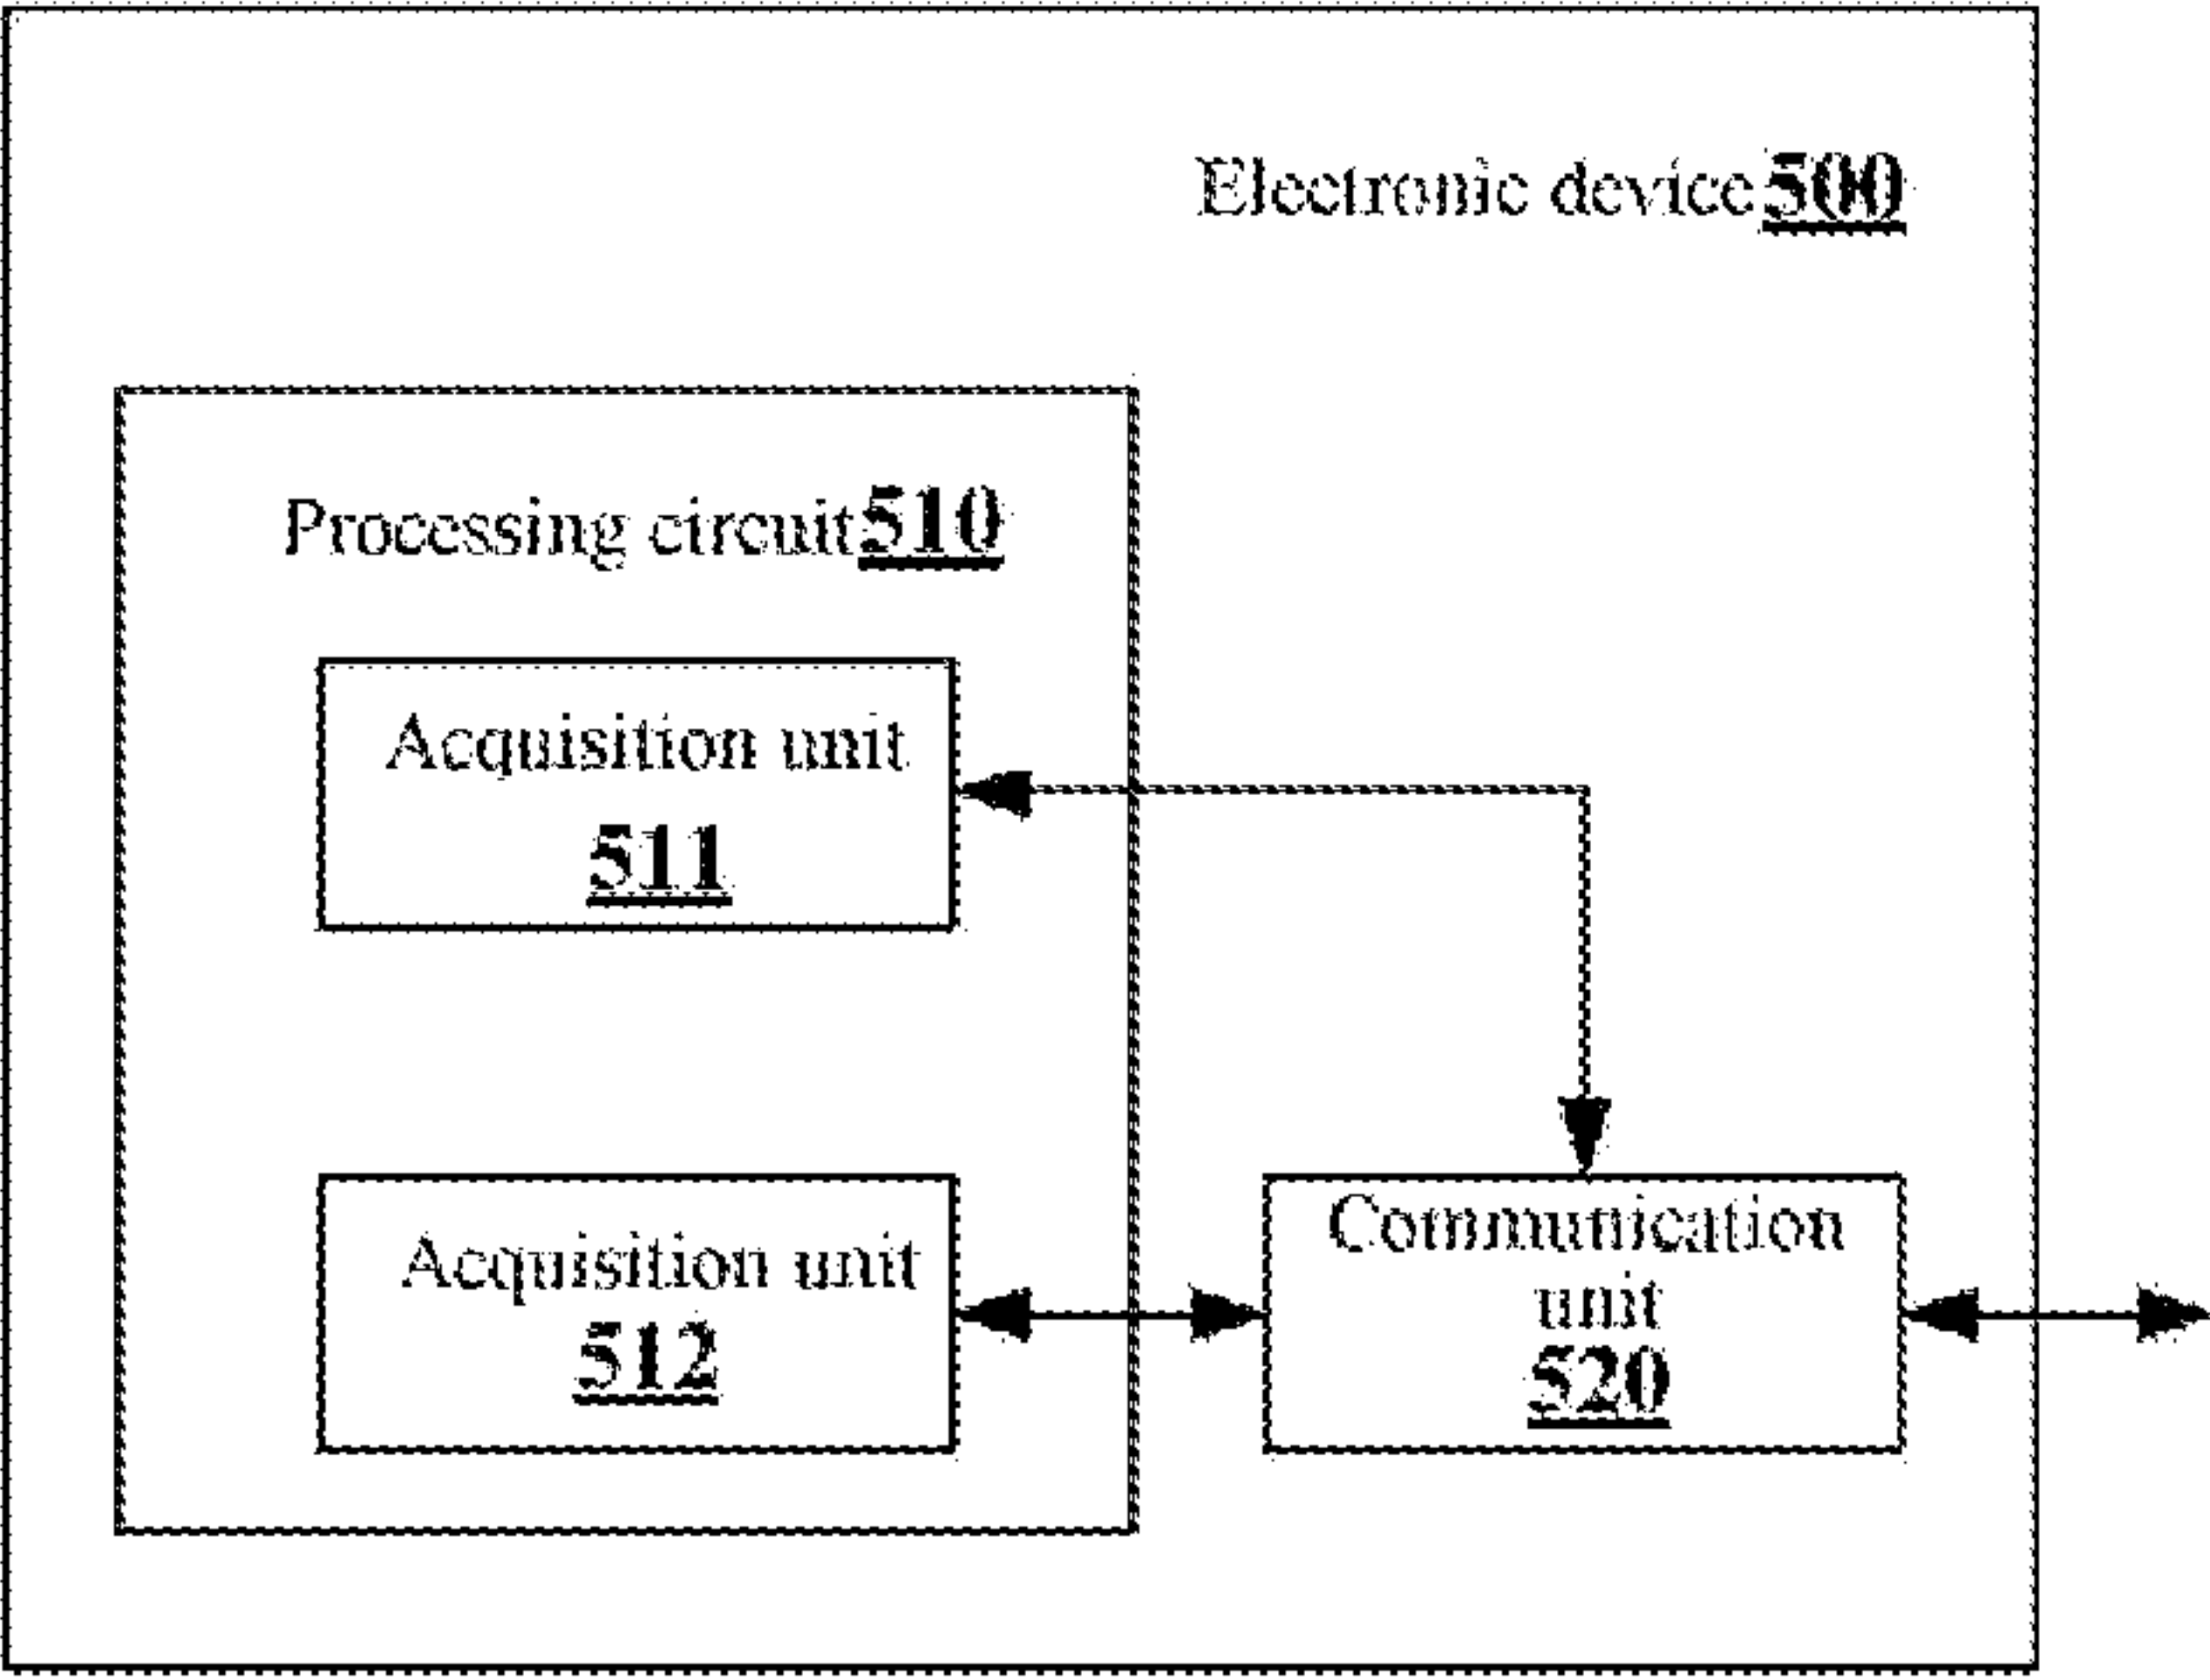 Electronic device 500
Processing circuit 510
Acquisition unit
511
Acquisition unit
512
Communication
unit
520